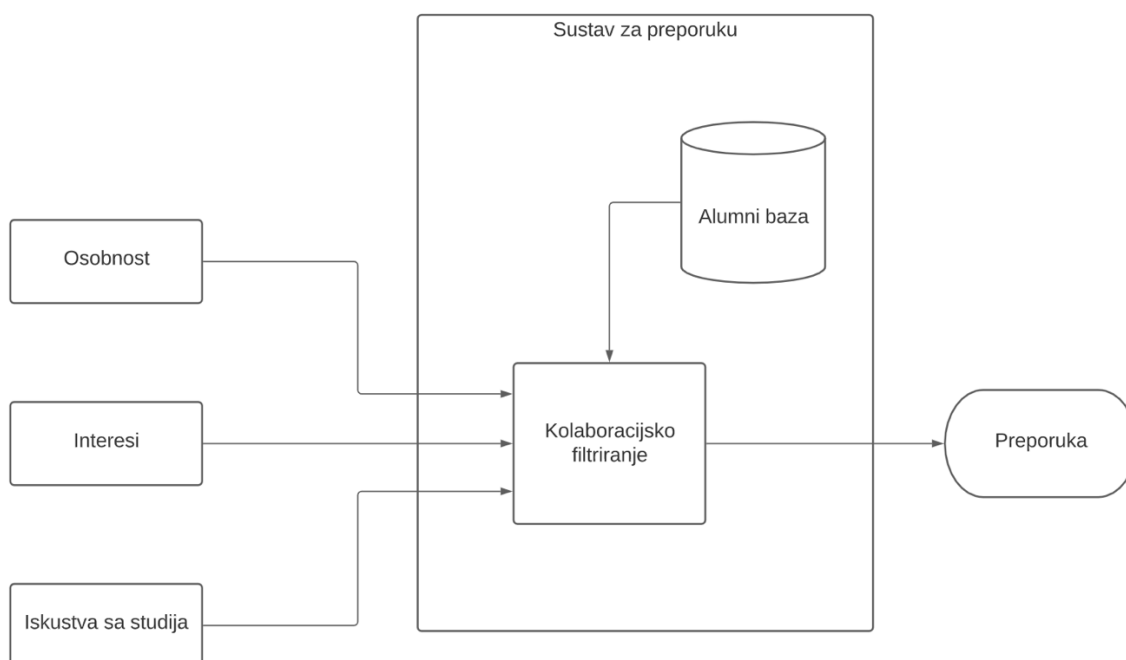 Sustav za preporuku
Alumni baza
Osobnost
Interesi
Kolaboracijsko
filtriranje
Preporuka
Iskustva sa studija